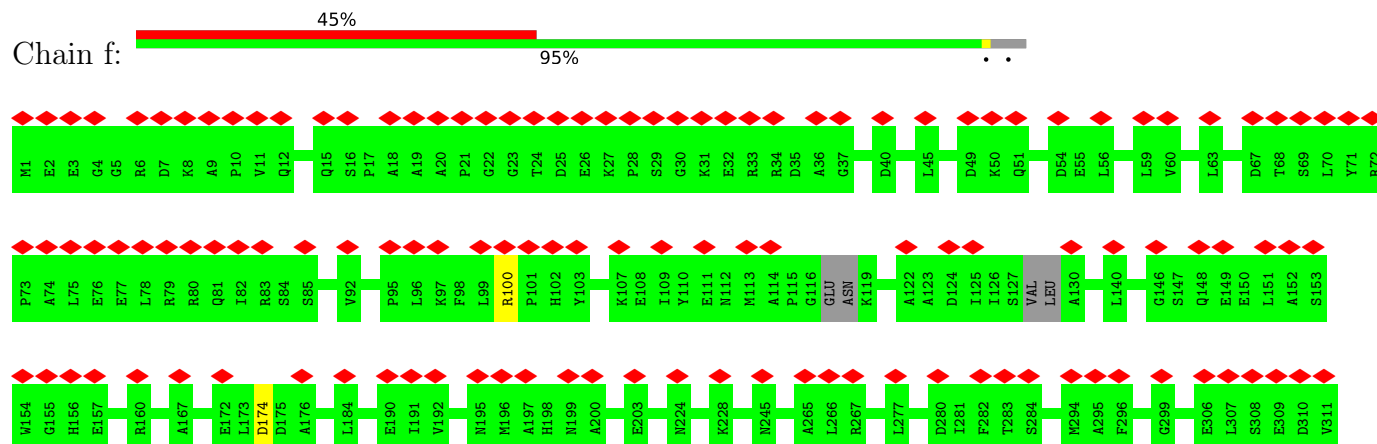 45%
Chain f:
95%
. .
M1 E2 E3 G4 G5 R6 D7 K8 A9 P10 V11 Q12 Q15 S16 P17 A18 A19 A20 P21 G22 G23 T24 D25 E26 K27 P28 S29 G30 K31 E32 R33 R34 D35 A36 G37 D40 L45 D49 K50 Q51 D54 E55 L56 L59 V60 L63 D67 T68 S69 L70 Y71 R72
P73 A74 L75 E76 E77 L78 R79 R80 Q81 I82 R83 S84 S85 V92 P95 L96 K97 F98 L99 R100 P101 H102 Y103 K107 E108 I109 Y110 E111 N112 M113 A114 P115 G116 GLU ASN K119 A122 A123 D124 I125 I126 S127 VAL LEU A130 L140 G146 S147 Q148 E149 E150 L151 A152 S153
W154 G155 H156 E157 R160 A167 E172 L173 D174 D175 A176 L184 E190 I191 V192 N195 M196 A197 H198 N199 A200 E203 N224 K228 N245 A265 L266 R267 L277 D280 I281 F282 T283 S284 M294 A295 F296 G299 E306 L307 S308 E309 D310 V311